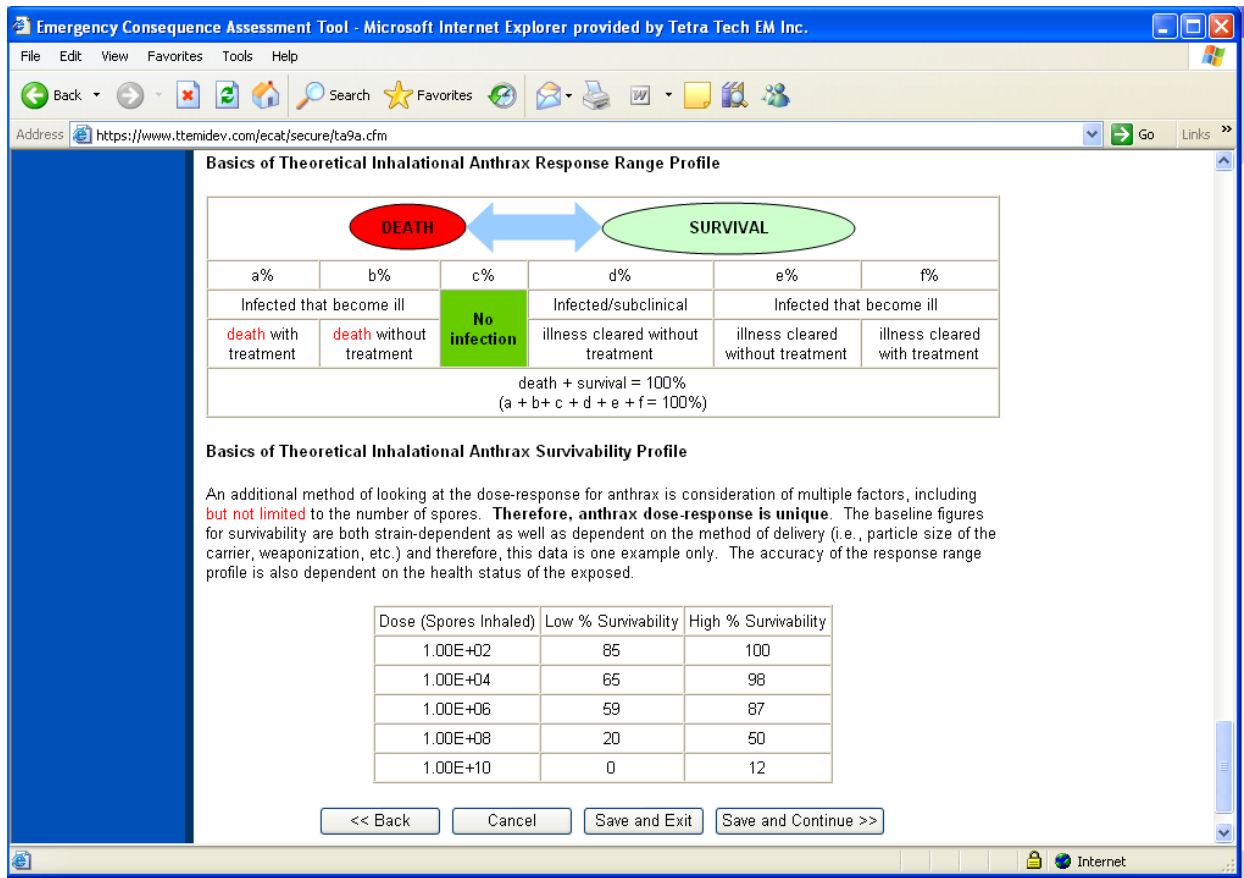 Emergency Consequence Assessment Tool - Microsoft Internet Explorer provided by Tetra Tech EM Inc.
File Edit View Favorites Tools Help
Back Search Favorites
Address https://www.ttemidev.com/ecat/secure/ta9a.cfm Go Links »
Basics of Theoretical Inhalational Anthrax Response Range Profile
DEATH SURVIVAL
a% b% c% d% e% f%
Infected that become ill No infection Infected/subclinical Infected that become ill
death with treatment death without treatment illness cleared without treatment illness cleared without treatment illness cleared with treatment
death + survival = 100%
(a + b+ c + d + e + f = 100%)
Basics of Theoretical Inhalational Anthrax Survivability Profile
An additional method of looking at the dose-response for anthrax is consideration of multiple factors, including
but not limited to the number of spores. Therefore, anthrax dose-response is unique. The baseline figures
for survivability are both strain-dependent as well as dependent on the method of delivery (i.e., particle size of the
carrier, weaponization, etc.) and therefore, this data is one example only. The accuracy of the response range
profile is also dependent on the health status of the exposed.
Dose (Spores Inhaled) Low % Survivability High % Survivability
1.00E+02 85 100
1.00E+04 65 98
1.00E+06 59 87
1.00E+08 20 50
1.00E+10 0 12
<< Back Cancel Save and Exit Save and Continue >>
Internet